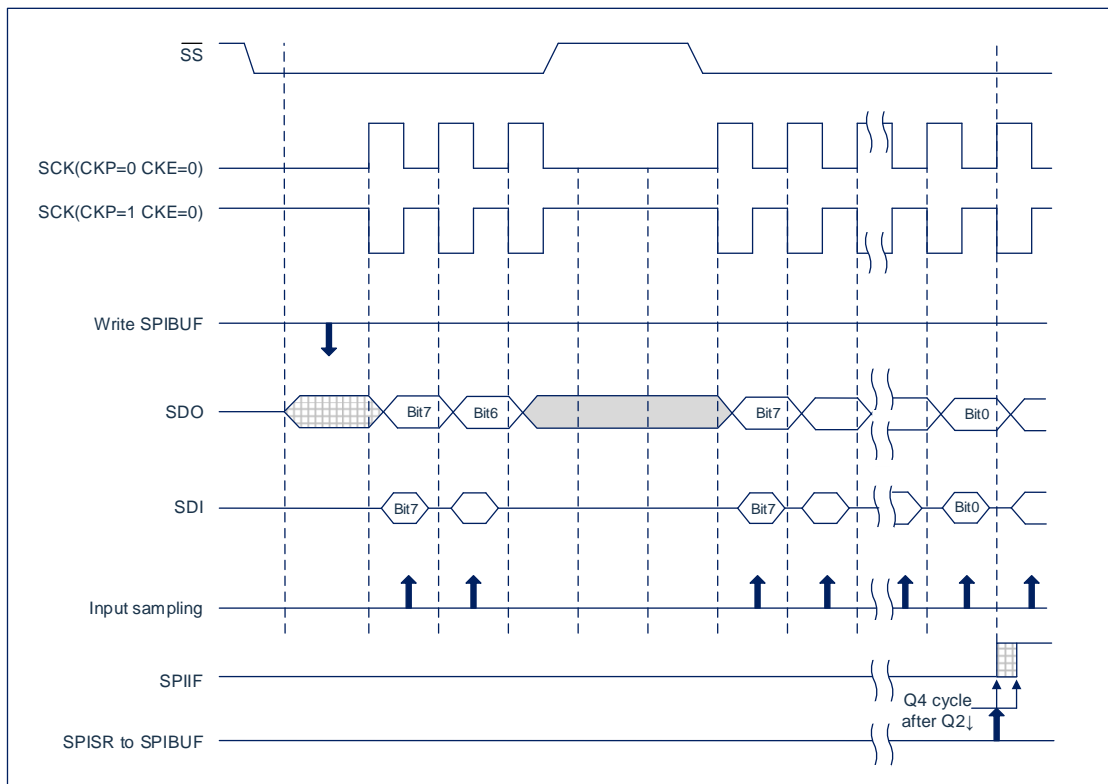 SS
SCK(CKP=0 CKE=0)
SCK(CKP=1 CKE=0)
Write SPIBUF
SDO
Bit7
Bit6
Bit7
Bit0
SDI
Bit7
Bit7
Bit0
Input sampling
SPIIF
Q4 cycle
after Q2↓
SPISR to SPIBUF